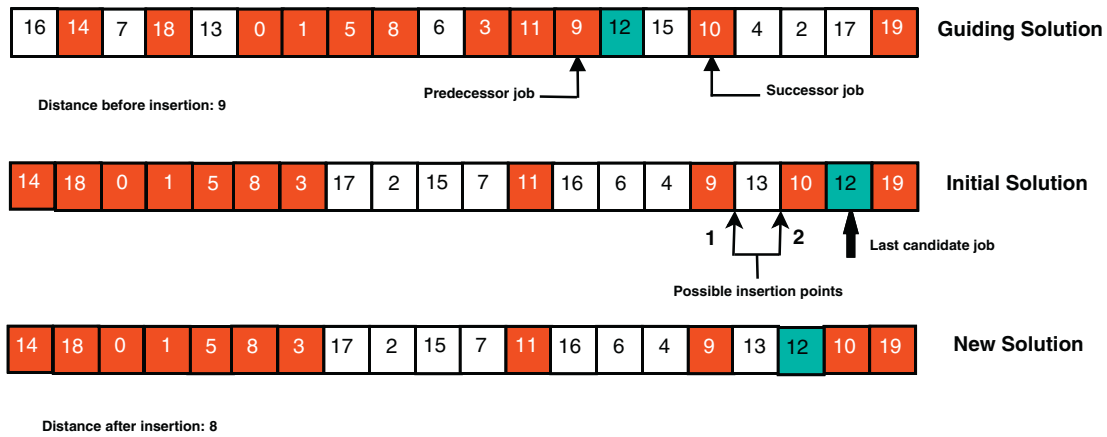 16 14 7 18 13 0 1 5 8 6 3 11 9 12 15 10 4 2 17 19 Guiding Solution
Predecessor job Successor job
Distance before insertion: 9
14 18 0 1 5 8 3 17 2 15 7 11 16 6 4 9 13 10 12 19 Initial Solution
1 2 Last candidate job
Possible insertion points
14 18 0 1 5 8 3 17 2 15 7 11 16 6 4 9 13 12 10 19 New Solution
Distance after insertion: 8